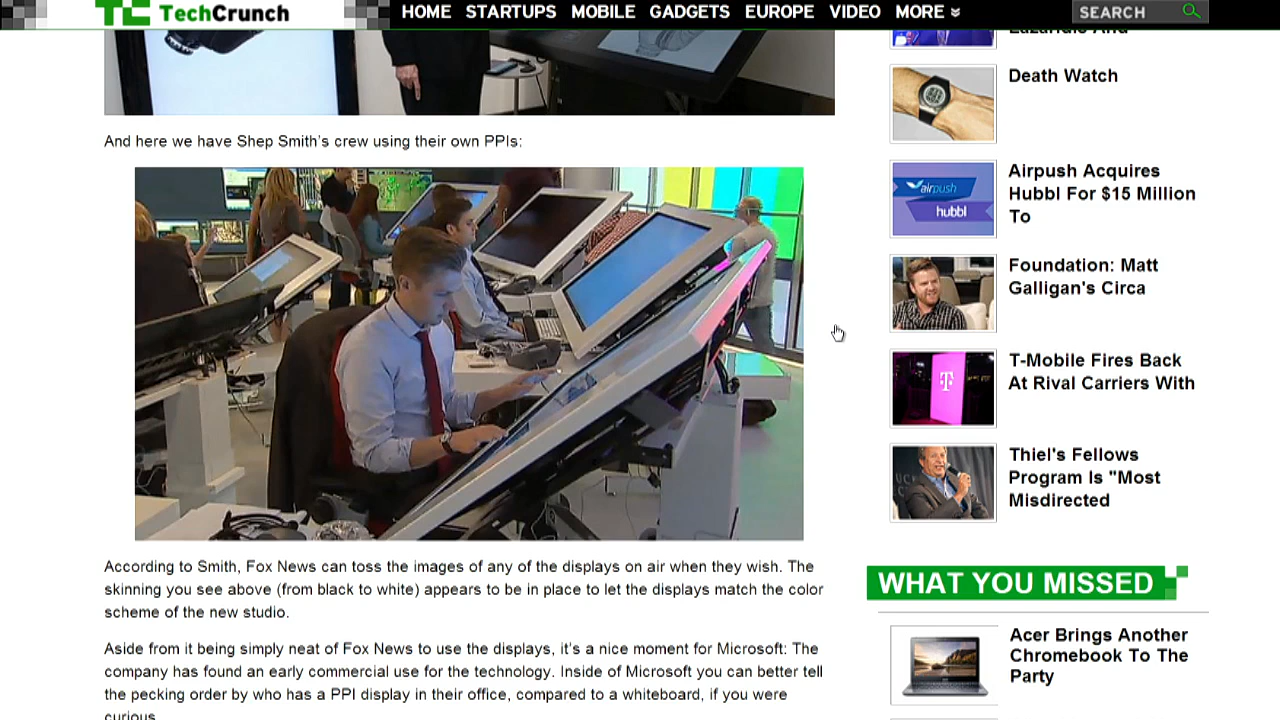 TechCrunch
HOME STARTUPS MOBILE GADGETS EUROPE VIDEO MORE
SEARCH
And here we have Shep Smith's crew using their own PPIs:
According to Smith, Fox News can toss the images of any of the displays on air when they wish. The
skinning you see above (from black to white) appears to be in place to let the displays match the color
scheme of the new studio.
Aside from it being simply neat of Fox News to use the displays, it's a nice moment for Microsoft: The
company has found an early commercial use for the technology. Inside of Microsoft you can better tell
the pecking order by who has a PPI display in their office, compared to a whiteboard, if you were
curious.
Lazaridis And
Death Watch
airpush
hubbl
Airpush Acquires
Hubbl For $15 Million
To
Foundation: Matt
Galligan's Circa
T
T-Mobile Fires Back
At Rival Carriers With
Thiel's Fellows
Program Is "Most
Misdirected
WHAT YOU MISSED
Acer Brings Another
Chromebook To The
Party